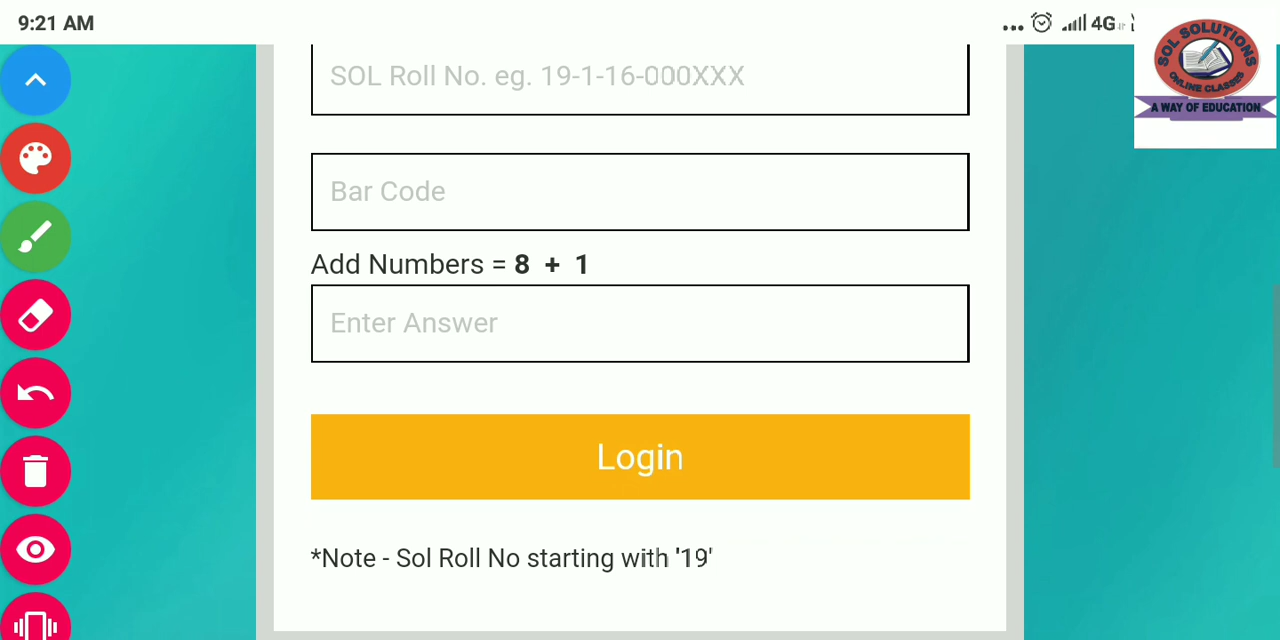 9:21 AM
4G
SOL SOLUTIONS
ONLINE CLASSES
A WAY OF EDUCATION
SOL Roll No. eg. 19-1-16-000XXX
Bar Code
Add Numbers = 8 + 1
Enter Answer
Login
*Note - Sol Roll No starting with '19'